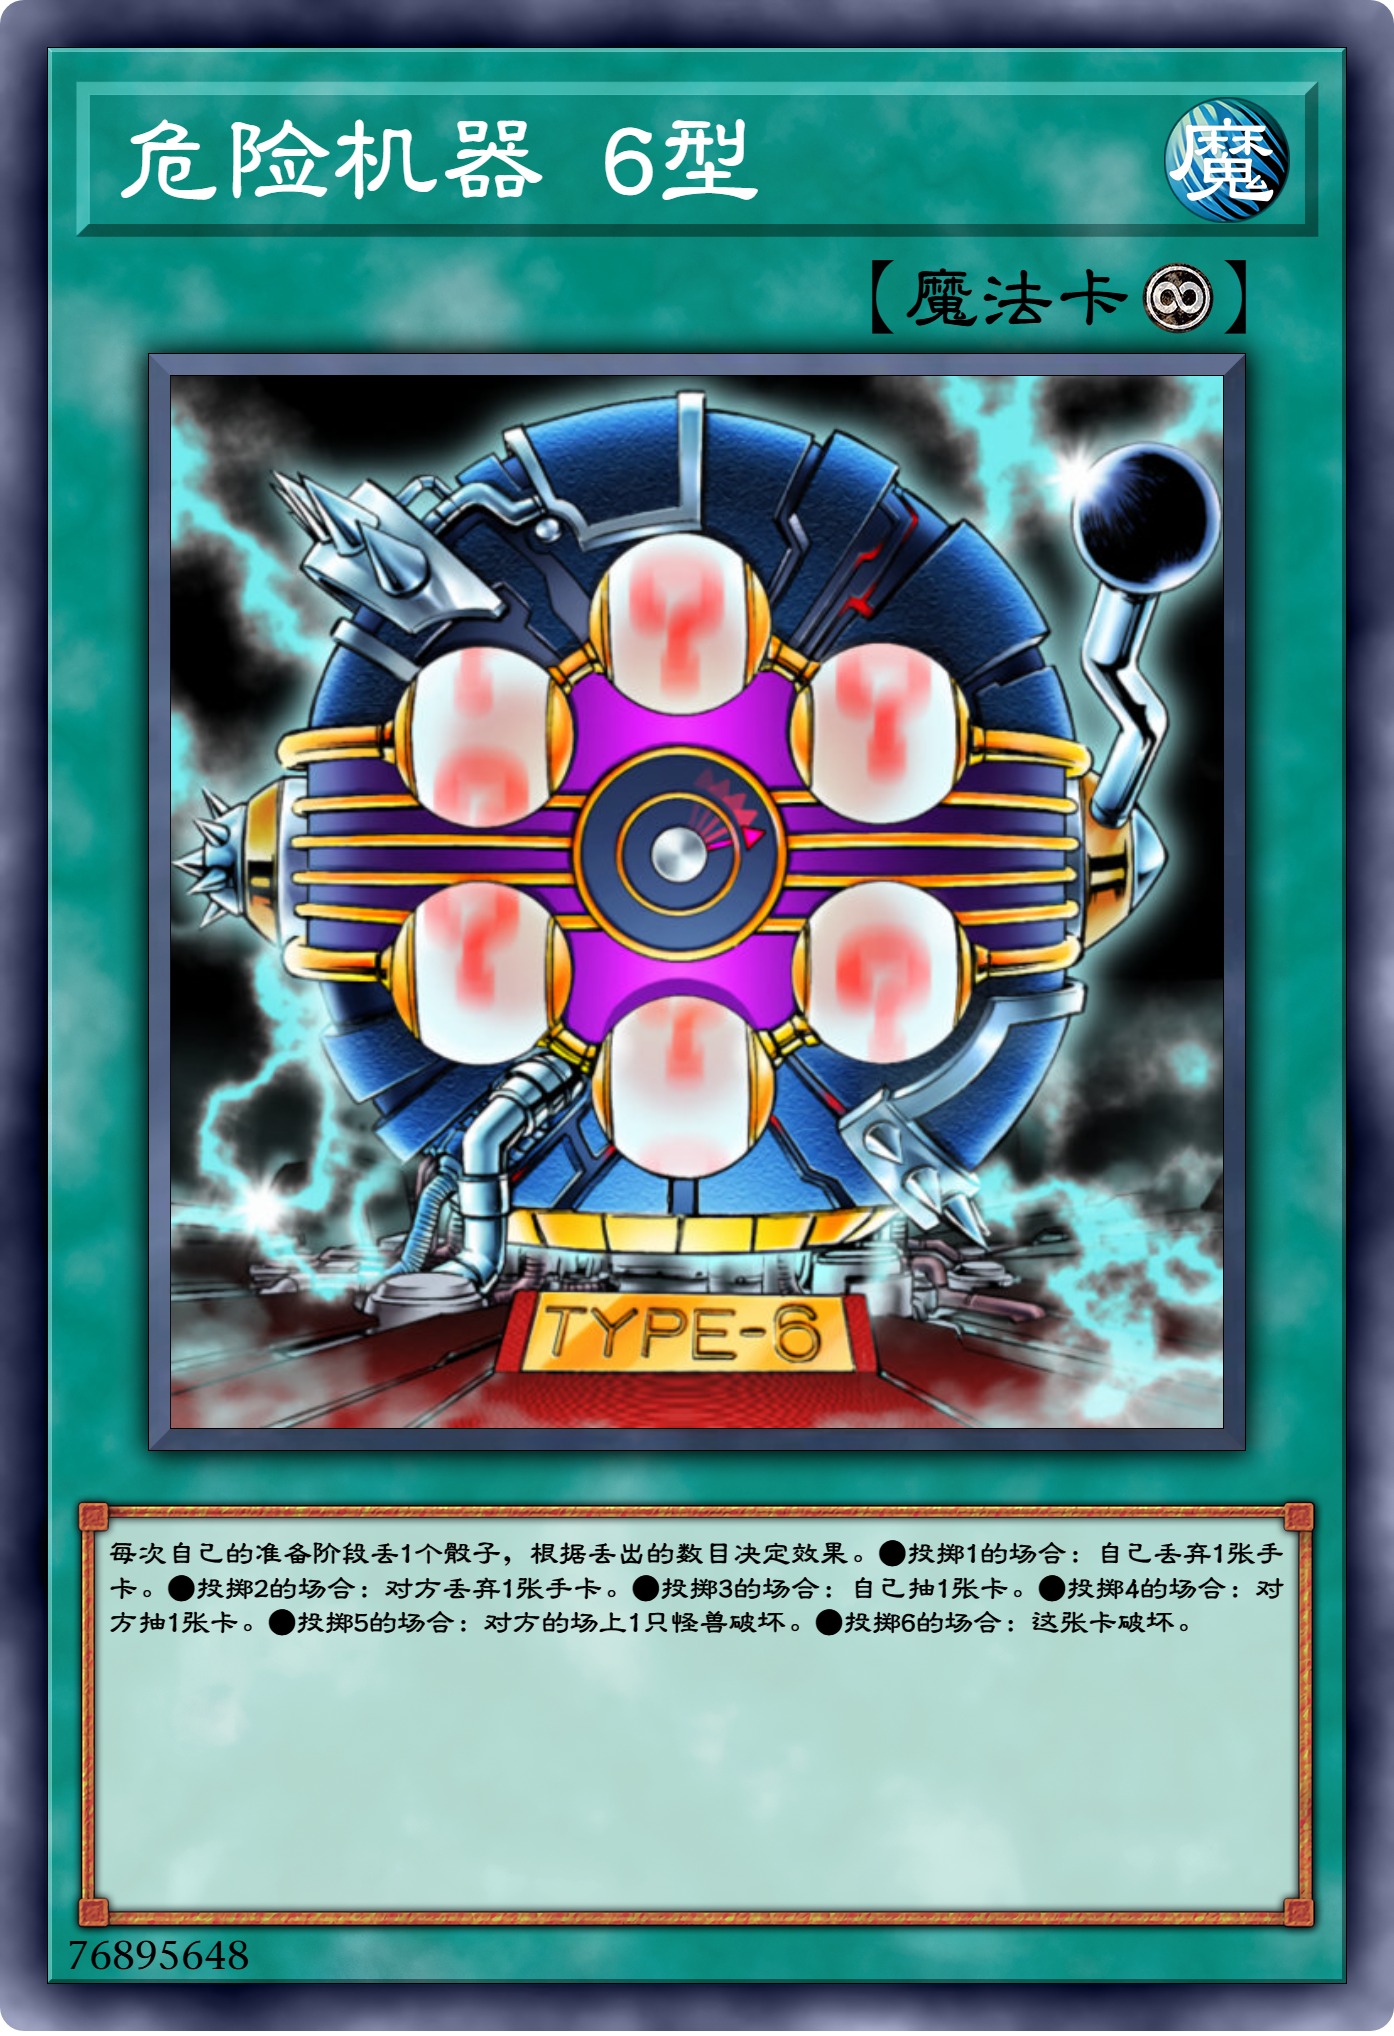 危险机器 6型
魔
【魔法卡】
TYPE-6
每次自己的准备阶段丢1个骰子，根据丢出的数目决定效果。●投掷1的场合：自己丢弃1张手
卡。●投掷2的场合：对方丢弃1张手卡。●投掷3的场合：自己抽1张卡。●投掷4的场合：对
方抽1张卡。●投掷5的场合：对方的场上1只怪兽破坏。●投掷6的场合：这张卡破坏。
76895648